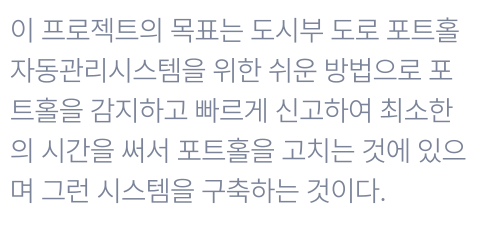 이 프로젝트의 목표는 도시부 도로 포트홀
자동관리시스템을 위한 쉬운 방법으로 포
트홀을 감지하고 빠르게 신고하여 최소한
의 시간을 써서 포트홀을 고치는 것에 있으
며 그런 시스템을 구축하는 것이다.